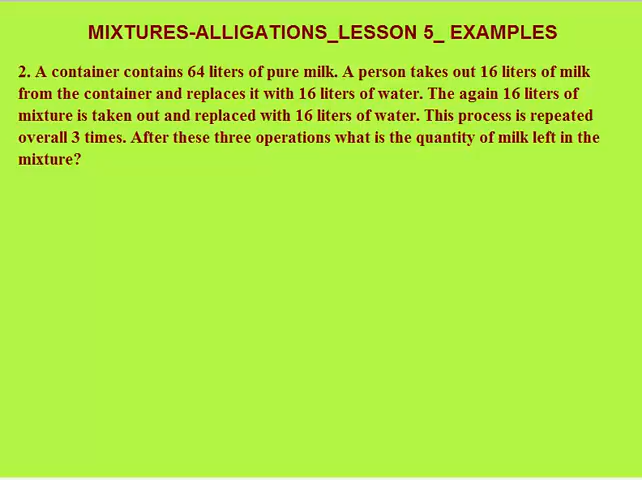 MIXTURES-ALLIGATIONS_LESSON 5_ EXAMPLES
2. A container contains 64 liters of pure milk. A person takes out 16 liters of milk
from the container and replaces it with 16 liters of water. The again 16 liters of
mixture is taken out and replaced with 16 liters of water. This process is repeated
overall 3 times. After these three operations what is the quantity of milk left in the
mixture?